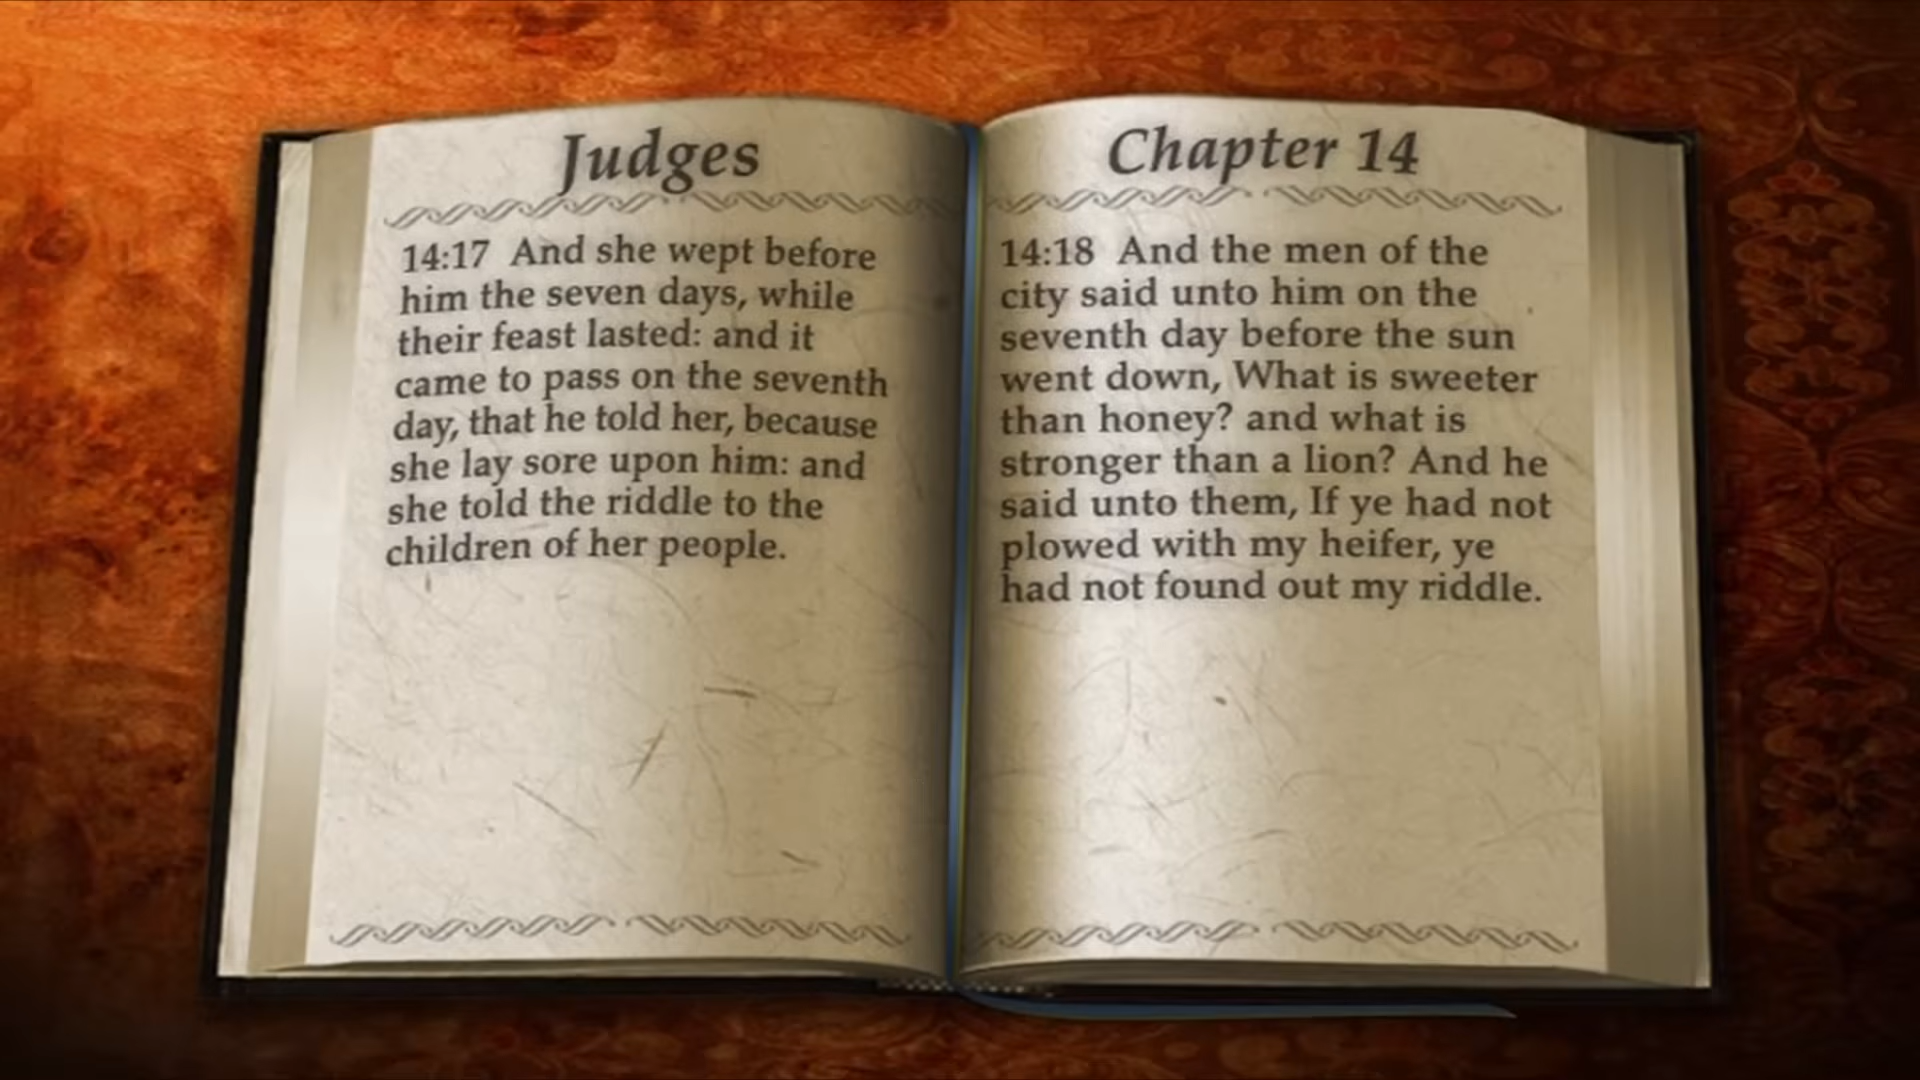 Judges
14:17 And she wept before
him the seven days, while
their feast lasted: and it
came to pass on the seventh
day, that he told her, because
she lay sore upon him: and
she told the riddle to the
children of her people.
Chapter 14
14:18 And the men of the
city said unto him on the
seventh day before the sun
went down, What is sweeter
than honey? and what is
stronger than a lion? And he
said unto them, If ye had not
plowed with my heifer, ye
had not found out my riddle.